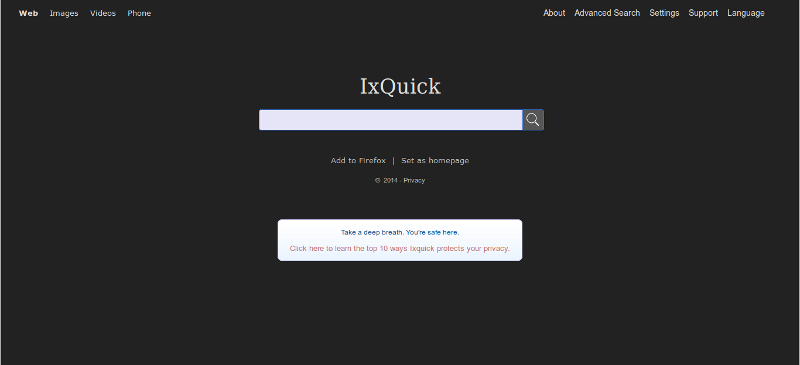 Web Images Videos Phone About Advanced Search Settings Support Language
IxQuick
Add to Firefox | Set as homepage
© 2014 · Privacy
Take a deep breath. You're safe here.
Click here to learn the top 10 ways Ixquick protects your privacy.